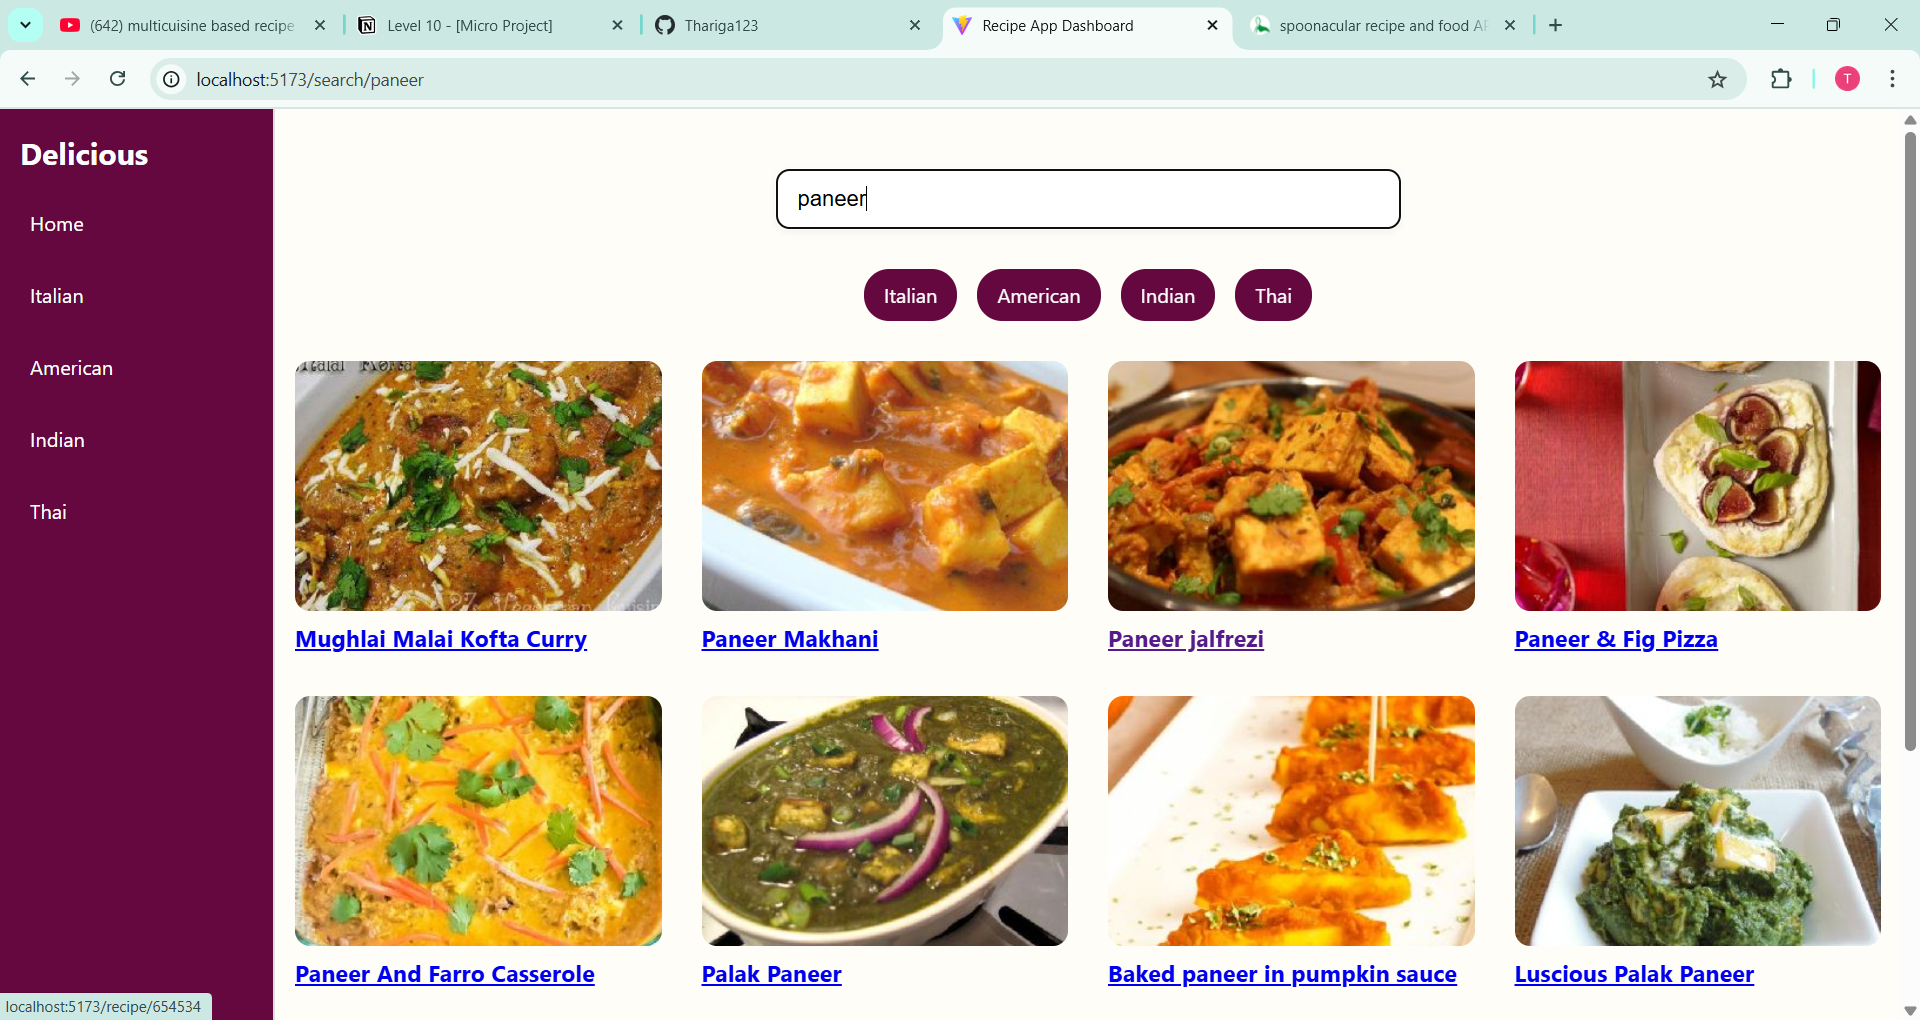 (642) multicuisine based recipe
Level 10 - [Micro Project]
Thariga123
Recipe App Dashboard
spoonacular recipe and food AP
localhost:5173/search/paneer
T
Delicious
Home
Italian
American
Indian
Thai
paneer
Italian
American
Indian
Thai
Mughlai Malai Kofta Curry
Paneer Makhani
Paneer jalfrezi
Paneer & Fig Pizza
Paneer And Farro Casserole
Palak Paneer
Baked paneer in pumpkin sauce
Luscious Palak Paneer
localhost:5173/recipe/654534